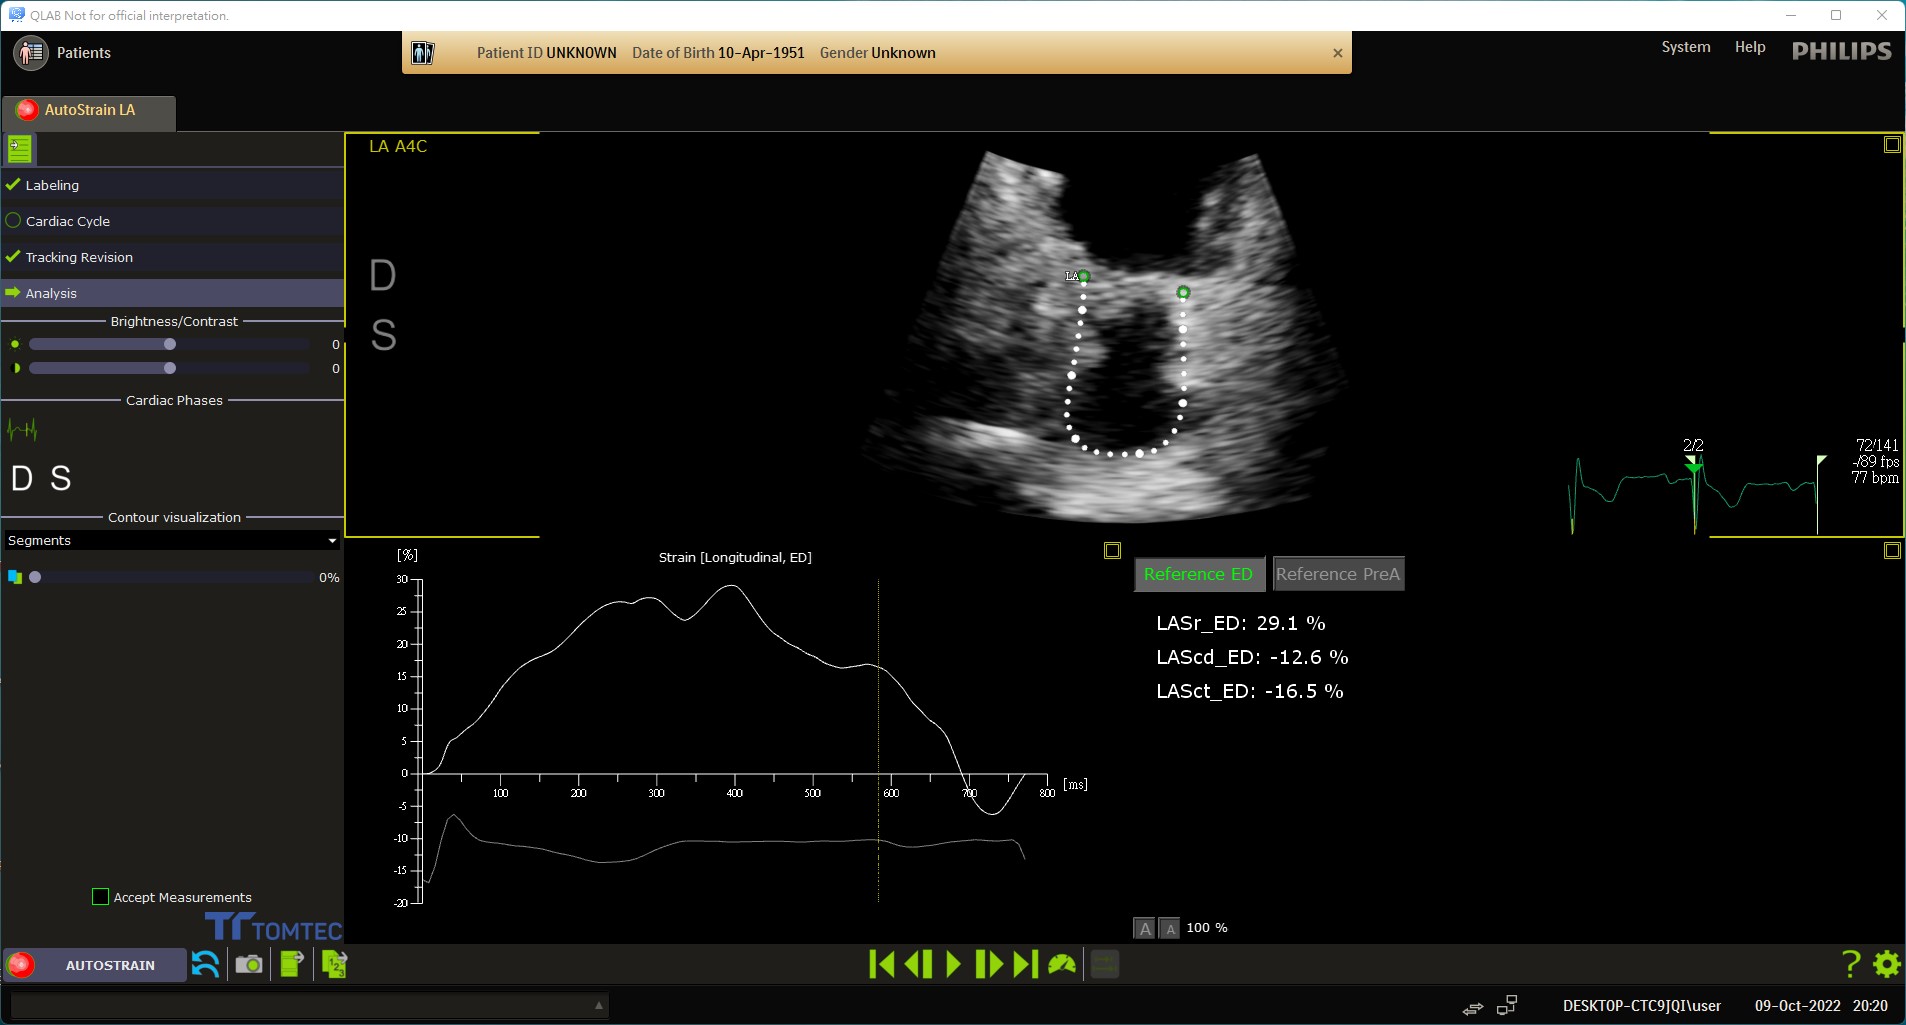 QLAB Not for official interpretation.
Patients
Patient ID UNKNOWN Date of Birth 10-Apr-1951 Gender Unknown
System Help PHILIPS
AutoStrain LA
Labeling
Cardiac Cycle
Tracking Revision
Analysis
Brightness/Contrast
0
0
Cardiac Phases
D S
Contour visualization
Segments
0%
Accept Measurements
TOMTEC
LA A4C
D
S
LA
2/2
72/141
-/89 fps
77 bpm
[%]
Strain [Longitudinal, ED]
30
25
20
15
10
5
0
-5
-10
-15
-20
100 200 300 400 500 600 700 800 [ms]
Reference ED Reference PreA
LASr_ED: 29.1 %
LAScd_ED: -12.6 %
LASct_ED: -16.5 %
A A 100 %
AUTOSTRAIN
123
?
DESKTOP-CTC9JQI\user 09-Oct-2022 20:20